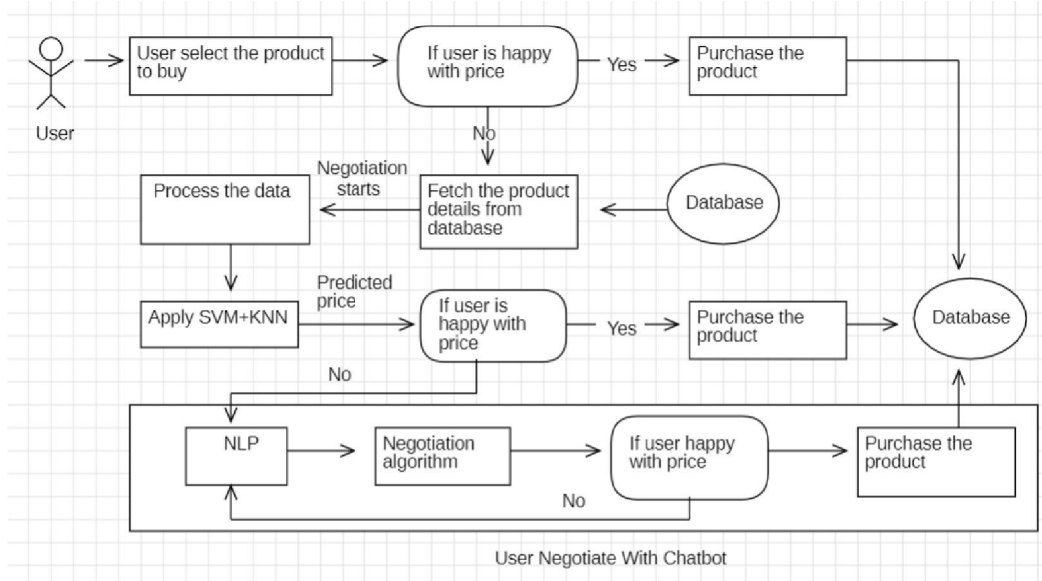 User select the product
to buy
If user is happy
with price
Yes
Purchase the
product
User
No
Process the data
Negotiation
starts
Fetch the product
details from
database
Database
Apply SVM+KNN
Predicted
price
If user is
happy with
price
Yes
Purchase the
product
Database
No
NLP
Negotiation
algorithm
If user happy
with price
Purchase the
product
No
User Negotiate With Chatbot